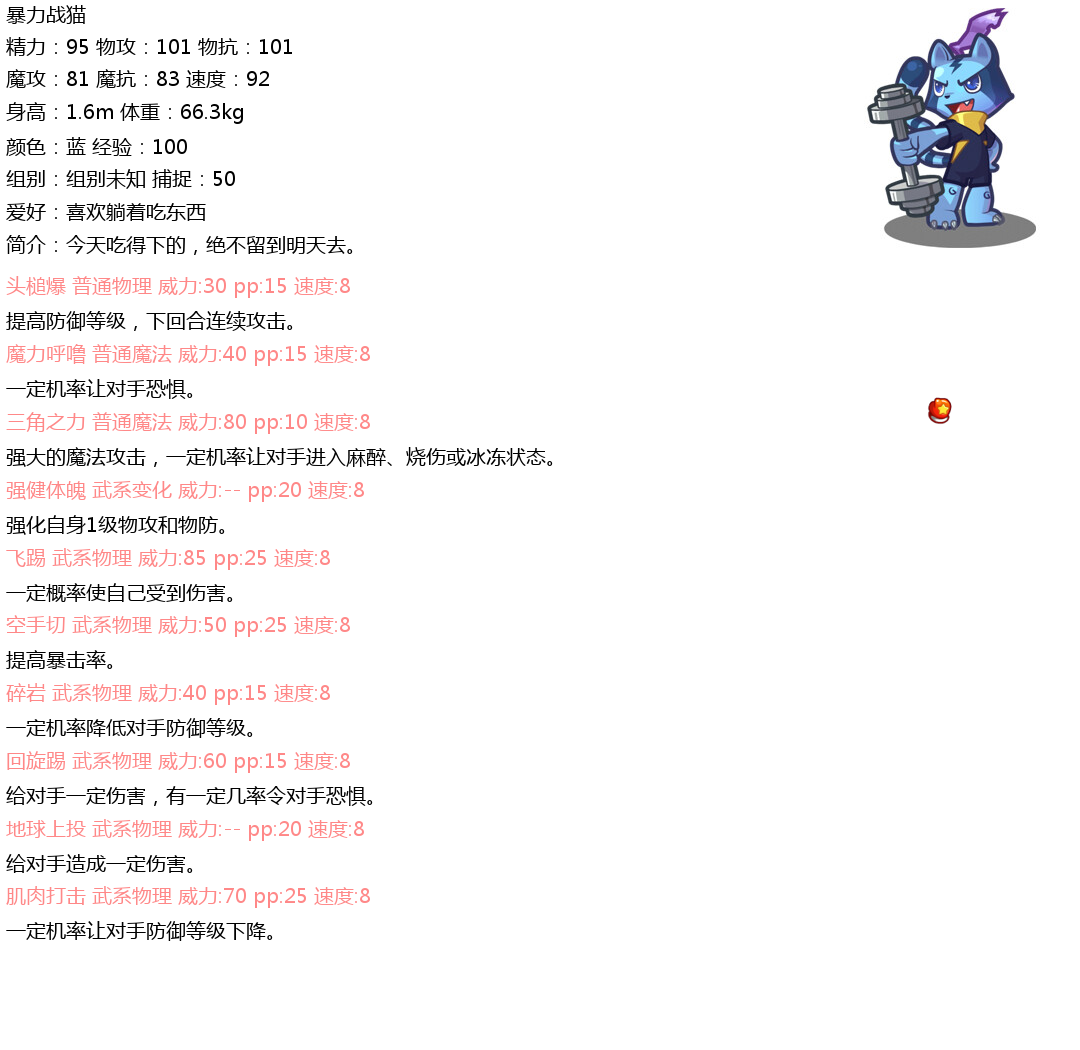 暴力战猫
精力：95 物攻：101 物抗：101
魔攻：81 魔抗：83 速度：92
身高：1.6m 体重：66.3kg
颜色：蓝 经验：100
组别：组别未知 捕捉：50
爱好：喜欢躺着吃东西
简介：今天吃得下的，绝不留到明天去。
头槌爆 普通物理 威力:30 pp:15 速度:8
提高防御等级，下回合连续攻击。
魔力呼噜 普通魔法 威力:40 pp:15 速度:8
一定机率让对手恐惧。
三角之力 普通魔法 威力:80 pp:10 速度:8
强大的魔法攻击，一定机率让对手进入麻醉、烧伤或冰冻状态。
强健体魄 武系变化 威力:-- pp:20 速度:8
强化自身1级物攻和物防。
飞踢 武系物理 威力:85 pp:25 速度:8
一定概率使自己受到伤害。
空手切 武系物理 威力:50 pp:25 速度:8
提高暴击率。
碎岩 武系物理 威力:40 pp:15 速度:8
一定机率降低对手防御等级。
回旋踢 武系物理 威力:60 pp:15 速度:8
给对手一定伤害，有一定几率令对手恐惧。
地球上投 武系物理 威力:-- pp:20 速度:8
给对手造成一定伤害。
肌肉打击 武系物理 威力:70 pp:25 速度:8
一定机率让对手防御等级下降。